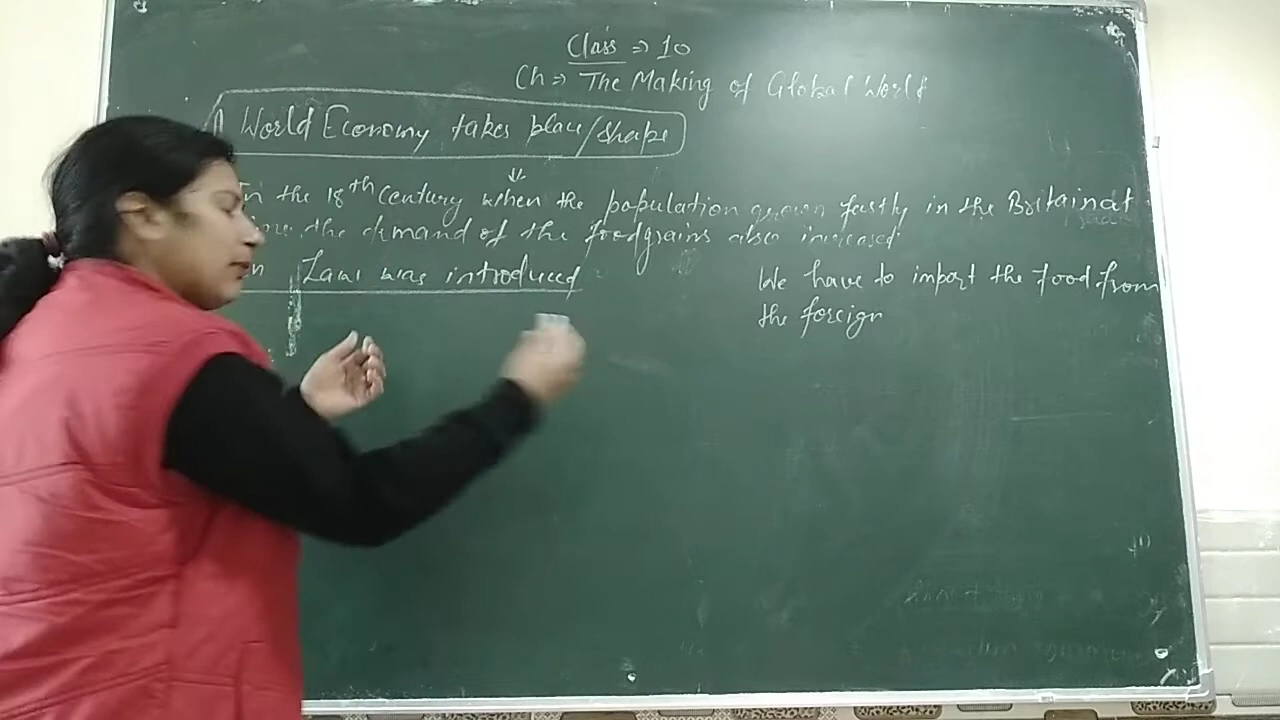 Class => 10
Ch => The Making of Global World
World Economy takes place/shape
In the 18th Century when the population grown fastly in the Britain at
the demand of the foodgrains also increased
Laws was introduced
We have to import the food from
the foreign